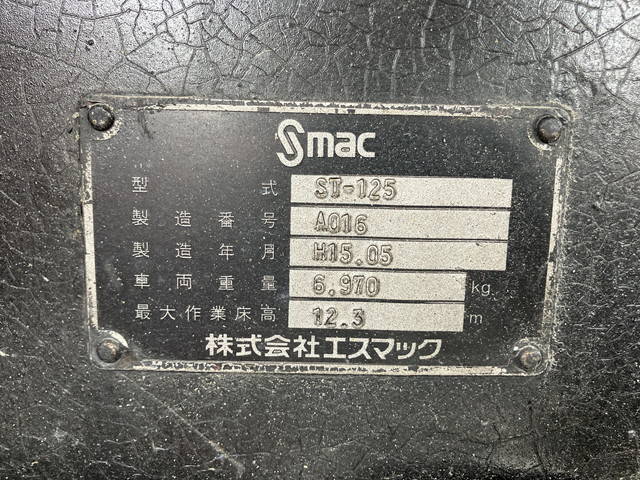 Smac
型式 ST-125
製造番号 A016
製造年月 H15.05
車両重量 6.970 kg
最大作業床高 12.3 m
株式会社エスマック